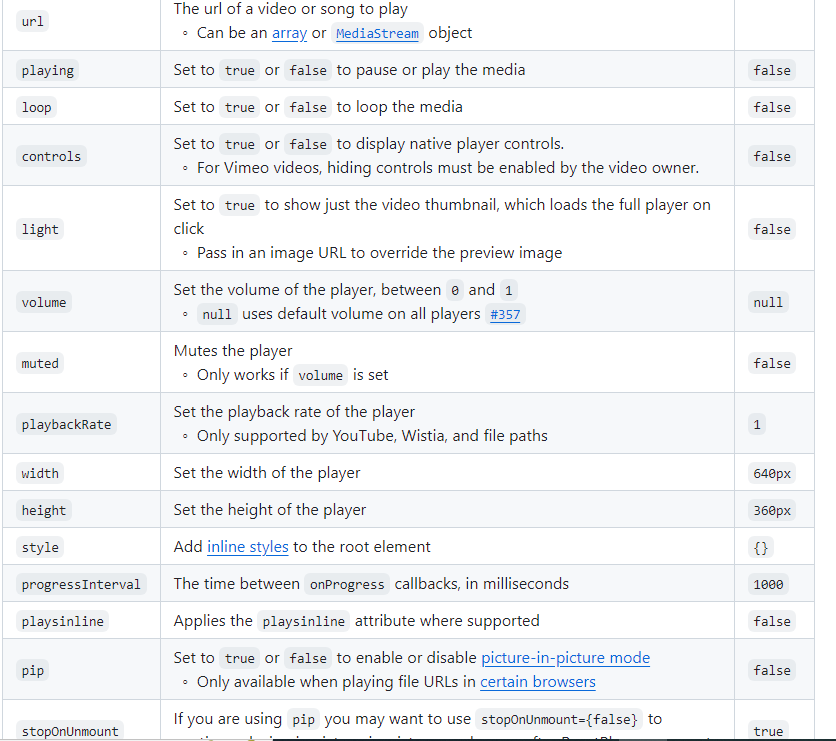 url
The url of a video or song to play
◦ Can be an array or MediaStream object
playing
Set to true or false to pause or play the media
false
loop
Set to true or false to loop the media
false
controls
Set to true or false to display native player controls.
◦ For Vimeo videos, hiding controls must be enabled by the video owner.
false
light
Set to true to show just the video thumbnail, which loads the full player on
click
◦ Pass in an image URL to override the preview image
false
volume
Set the volume of the player, between 0 and 1
◦ null uses default volume on all players #357
null
muted
Mutes the player
◦ Only works if volume is set
false
playbackRate
Set the playback rate of the player
◦ Only supported by YouTube, Wistia, and file paths
1
width
Set the width of the player
640px
height
Set the height of the player
360px
style
Add inline styles to the root element
{}
progressInterval
The time between onProgress callbacks, in milliseconds
1000
playsinline
Applies the playsinline attribute where supported
false
pip
Set to true or false to enable or disable picture-in-picture mode
◦ Only available when playing file URLs in certain browsers
false
stopOnUnmount
If you are using pip you may want to use stopOnUnmount={false} to
true